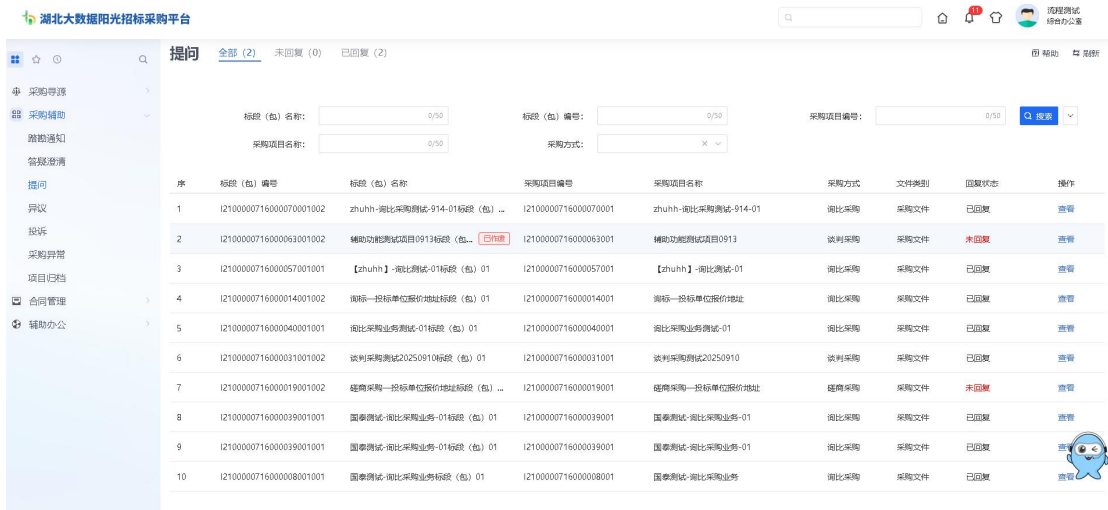 湖北大数据阳光招标采购平台
11
流程测试
综合办公室
采购寻源
采购辅助
踏勘通知
答疑澄清
提问
异议
投诉
采购异常
项目归档
合同管理
辅助办公
提问 全部（2） 未回复（0） 已回复（2）
帮助 刷新
标段（包）名称： 0/50 标段（包）编号： 0/50 采购项目编号： 0/50 搜索
采购项目名称： 0/50 采购方式：
序 标段（包）编号 标段（包）名称 采购项目编号 采购项目名称 采购方式 文件类别 回复状态 操作
1 I2100000716000070001002 zhuhh-询比采购测试-914-01标段（包）... I2100000716000070001 zhuhh-询比采购测试-914-01 询比采购 采购文件 已回复 查看
2 I2100000716000063001002 辅助功能测试项目0913标段（包... 已作废 I2100000716000063001 辅助功能测试项目0913 谈判采购 采购文件 未回复 查看
3 I2100000716000057001001 【zhuhh】-询比测试-01标段（包）01 I2100000716000057001 【zhuhh】-询比测试-01 询比采购 采购文件 已回复 查看
4 I2100000716000014001002 询标—投标单位报价地址标段（包）01 I2100000716000014001 询标—投标单位报价地址 询比采购 采购文件 已回复 查看
5 I2100000716000040001001 询比采购业务测试-01标段（包）01 I2100000716000040001 询比采购业务测试-01 询比采购 采购文件 已回复 查看
6 I2100000716000031001002 谈判采购测试20250910标段（包）01 I2100000716000031001 谈判采购测试20250910 谈判采购 采购文件 已回复 查看
7 I2100000716000019001002 磋商采购—投标单位报价地址标段（包）... I2100000716000019001 磋商采购—投标单位报价地址 磋商采购 采购文件 未回复 查看
8 I2100000716000039001001 国泰测试-询比采购业务-01标段（包）01 I2100000716000039001 国泰测试-询比采购业务-01 询比采购 采购文件 已回复 查看
9 I2100000716000039001001 国泰测试-询比采购业务-01标段（包）01 I2100000716000039001 国泰测试-询比采购业务-01 询比采购 采购文件 已回复 查
10 I2100000716000008001001 国泰测试-询比采购业务标段（包）01 I2100000716000008001 国泰测试-询比采购业务 询比采购 采购文件 已回复 查看